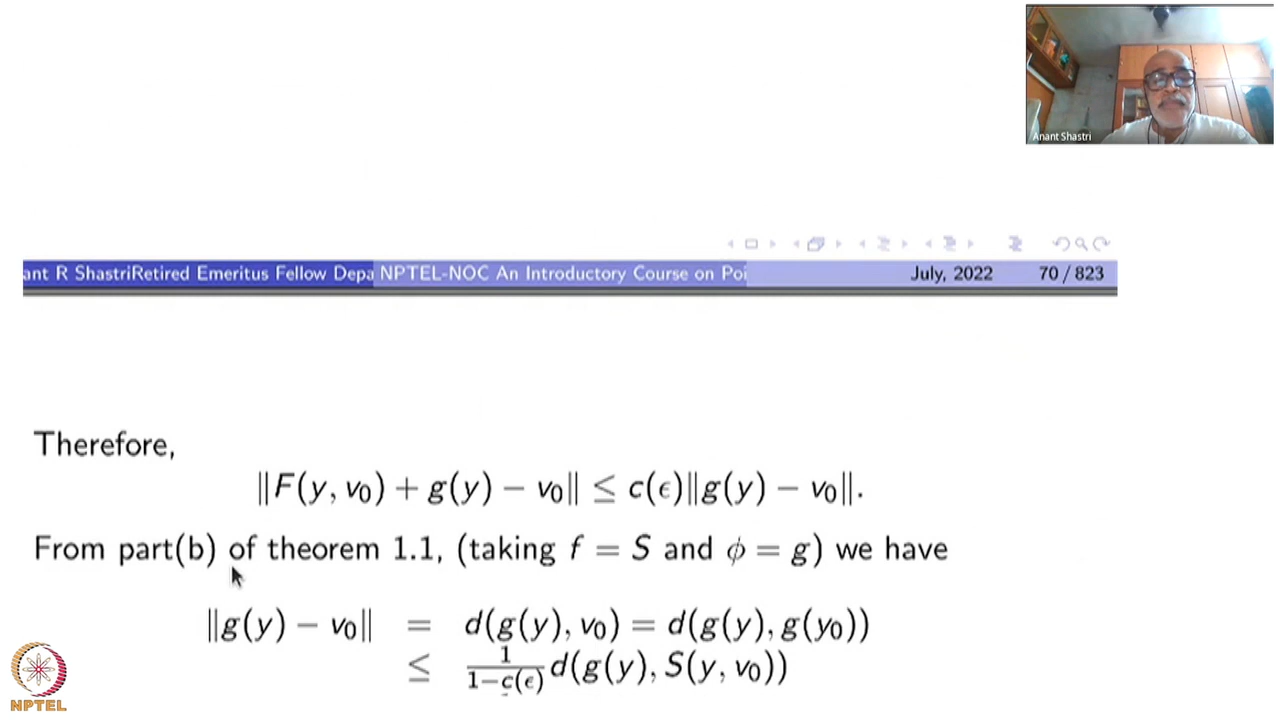 Anant Shastri
ant R ShastriRetired Emeritus Fellow Depa NPTEL-NOC An Introductory Course on Poi July, 2022 70 / 823
Therefore,
‖F(y, v₀) + g(y) − v₀‖ ≤ c(ϵ)‖g(y) − v₀‖.
From part(b) of theorem 1.1, (taking f = S and ϕ = g) we have
‖g(y) − v₀‖ = d(g(y), v₀) = d(g(y), g(y₀))
≤ 1/(1−c(ϵ)) d(g(y), S(y, v₀))
NPTEL